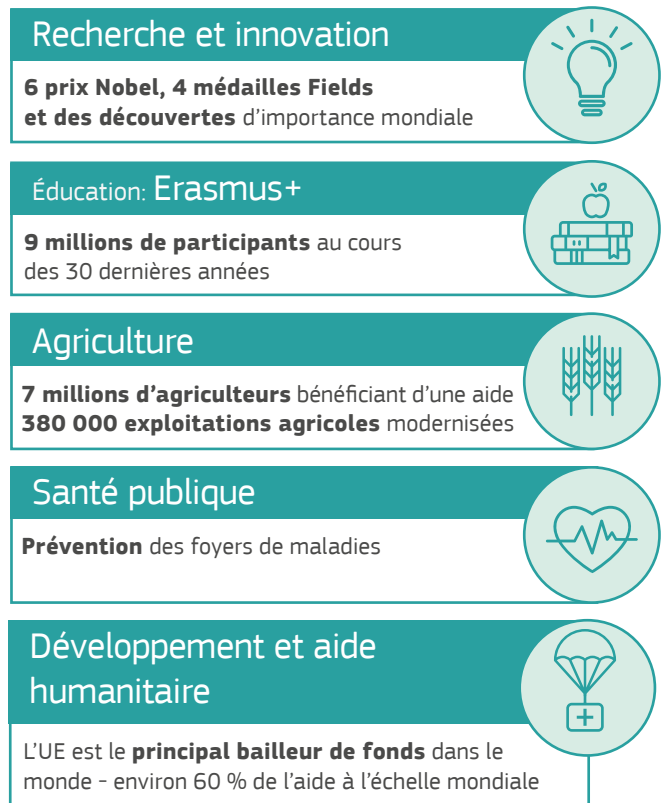 Recherche et innovation
6 prix Nobel, 4 médailles Fields
et des découvertes d'importance mondiale
Éducation: Erasmus+
9 millions de participants au cours
des 30 dernières années
Agriculture
7 millions d'agriculteurs bénéficiant d'une aide
380 000 exploitations agricoles modernisées
Santé publique
Prévention des foyers de maladies
Développement et aide
humanitaire
L'UE est le principal bailleur de fonds dans le
monde - environ 60 % de l'aide à l'échelle mondiale